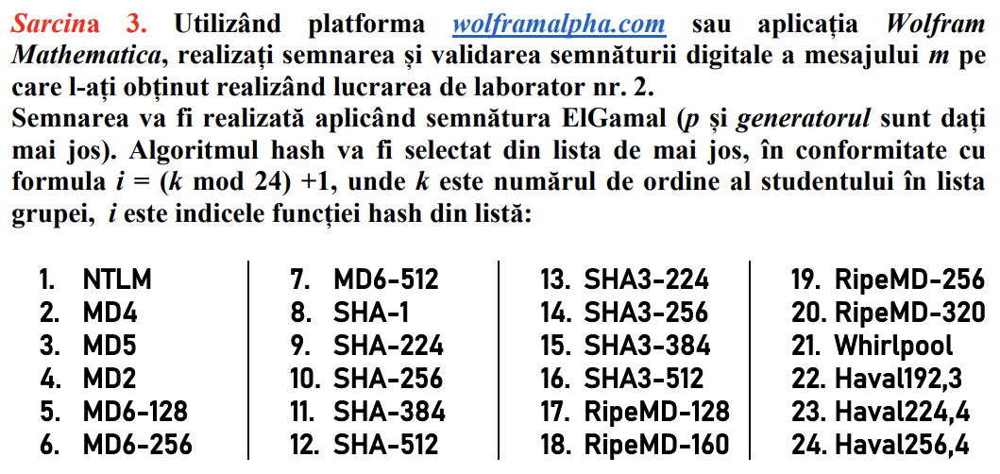 Sarcina 3. Utilizând platforma wolframalpha.com sau aplicația Wolfram
Mathematica, realizați semnarea și validarea semnăturii digitale a mesajului m pe
care l-ați obținut realizând lucrarea de laborator nr. 2.
Semnarea va fi realizată aplicând semnătura ElGamal (p și generatorul sunt dați
mai jos). Algoritmul hash va fi selectat din lista de mai jos, în conformitate cu
formula i = (k mod 24) +1, unde k este numărul de ordine al studentului în lista
grupei, i este indicele funcției hash din listă:
1. NTLM
2. MD4
3. MD5
4. MD2
5. MD6-128
6. MD6-256
7. MD6-512
8. SHA-1
9. SHA-224
10. SHA-256
11. SHA-384
12. SHA-512
13. SHA3-224
14. SHA3-256
15. SHA3-384
16. SHA3-512
17. RipeMD-128
18. RipeMD-160
19. RipeMD-256
20. RipeMD-320
21. Whirlpool
22. Haval192,3
23. Haval224,4
24. Haval256,4